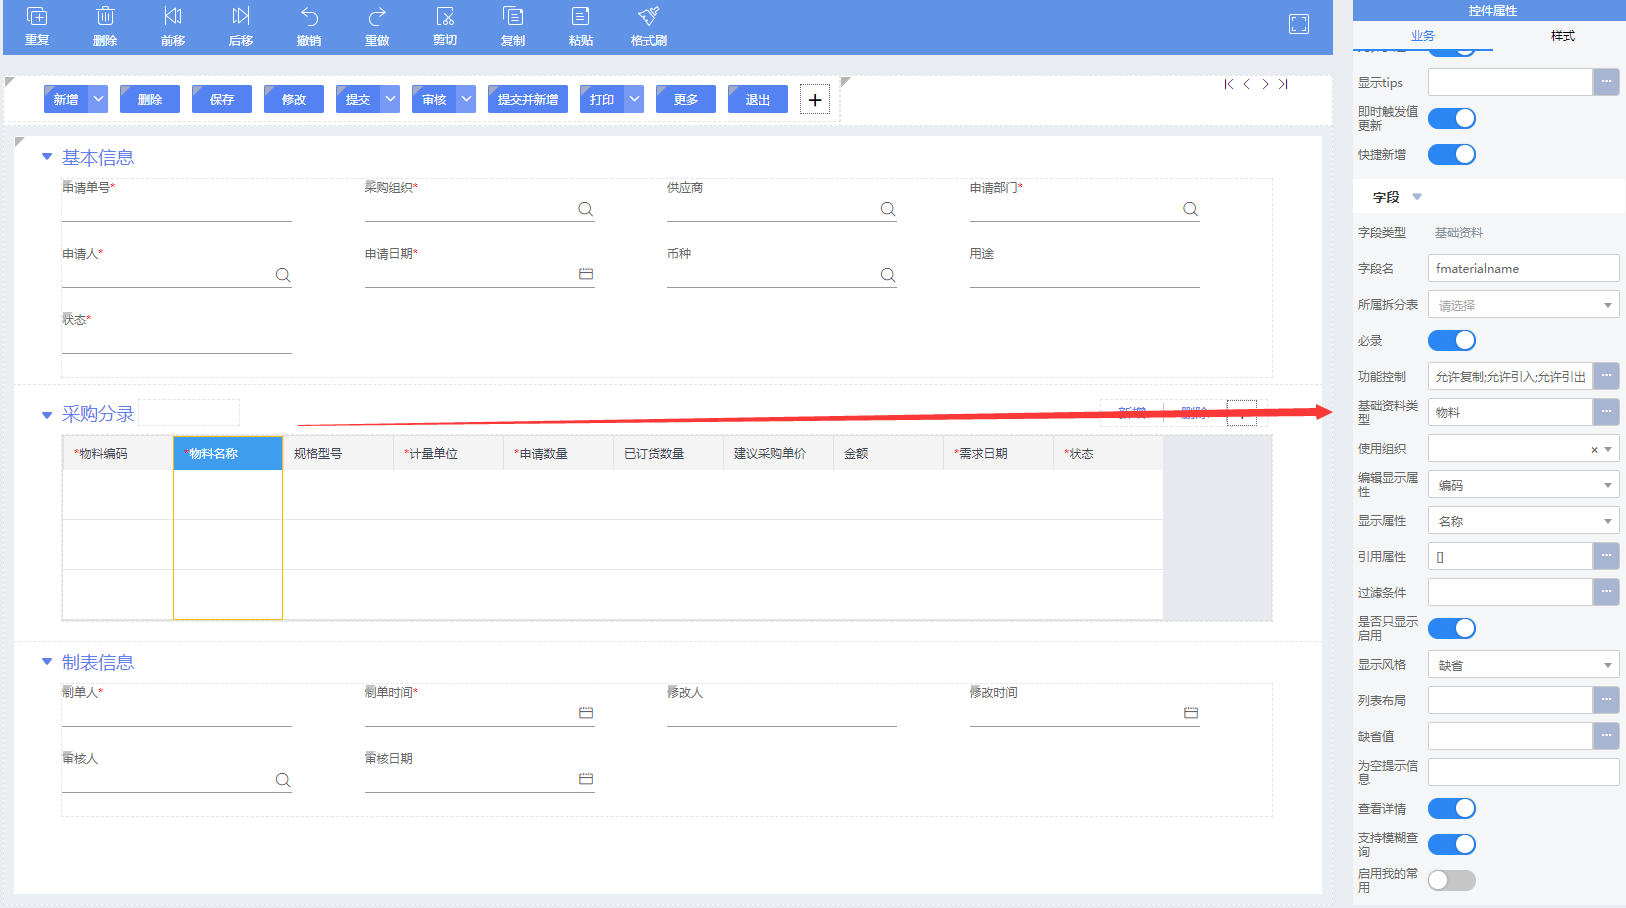 重复 删除 前移 后移 撤销 重做 剪切 复制 粘贴 格式刷
新增 删除 保存 修改 提交 审核 提交并新增 打印 更多 退出
基本信息
申请单号* 采购组织* 供应商 申请部门*
申请人* 申请日期* 币种 用途
状态*
采购分录 新增 删除
*物料编码 *物料名称 规格型号 *计量单位 *申请数量 已订货数量 建议采购单价 金额 *需求日期 *状态
制表信息
制单人* 制单时间* 修改人 修改时间
审核人 审核日期
控件属性
业务 样式
显示tips
即时触发值
更新
快捷新增
字段
字段类型 基础资料
字段名 fmaterialname
所属拆分表 请选择
必录
功能控制 允许复制;允许引入;允许引出
基础资料类
型 物料
使用组织
编辑显示属
性 编码
显示属性 名称
引用属性 []
过滤条件
是否只显示
启用
显示风格 缺省
列表布局
缺省值
为空提示信
息
查看详情
支持模糊查
询
启用我的常
用